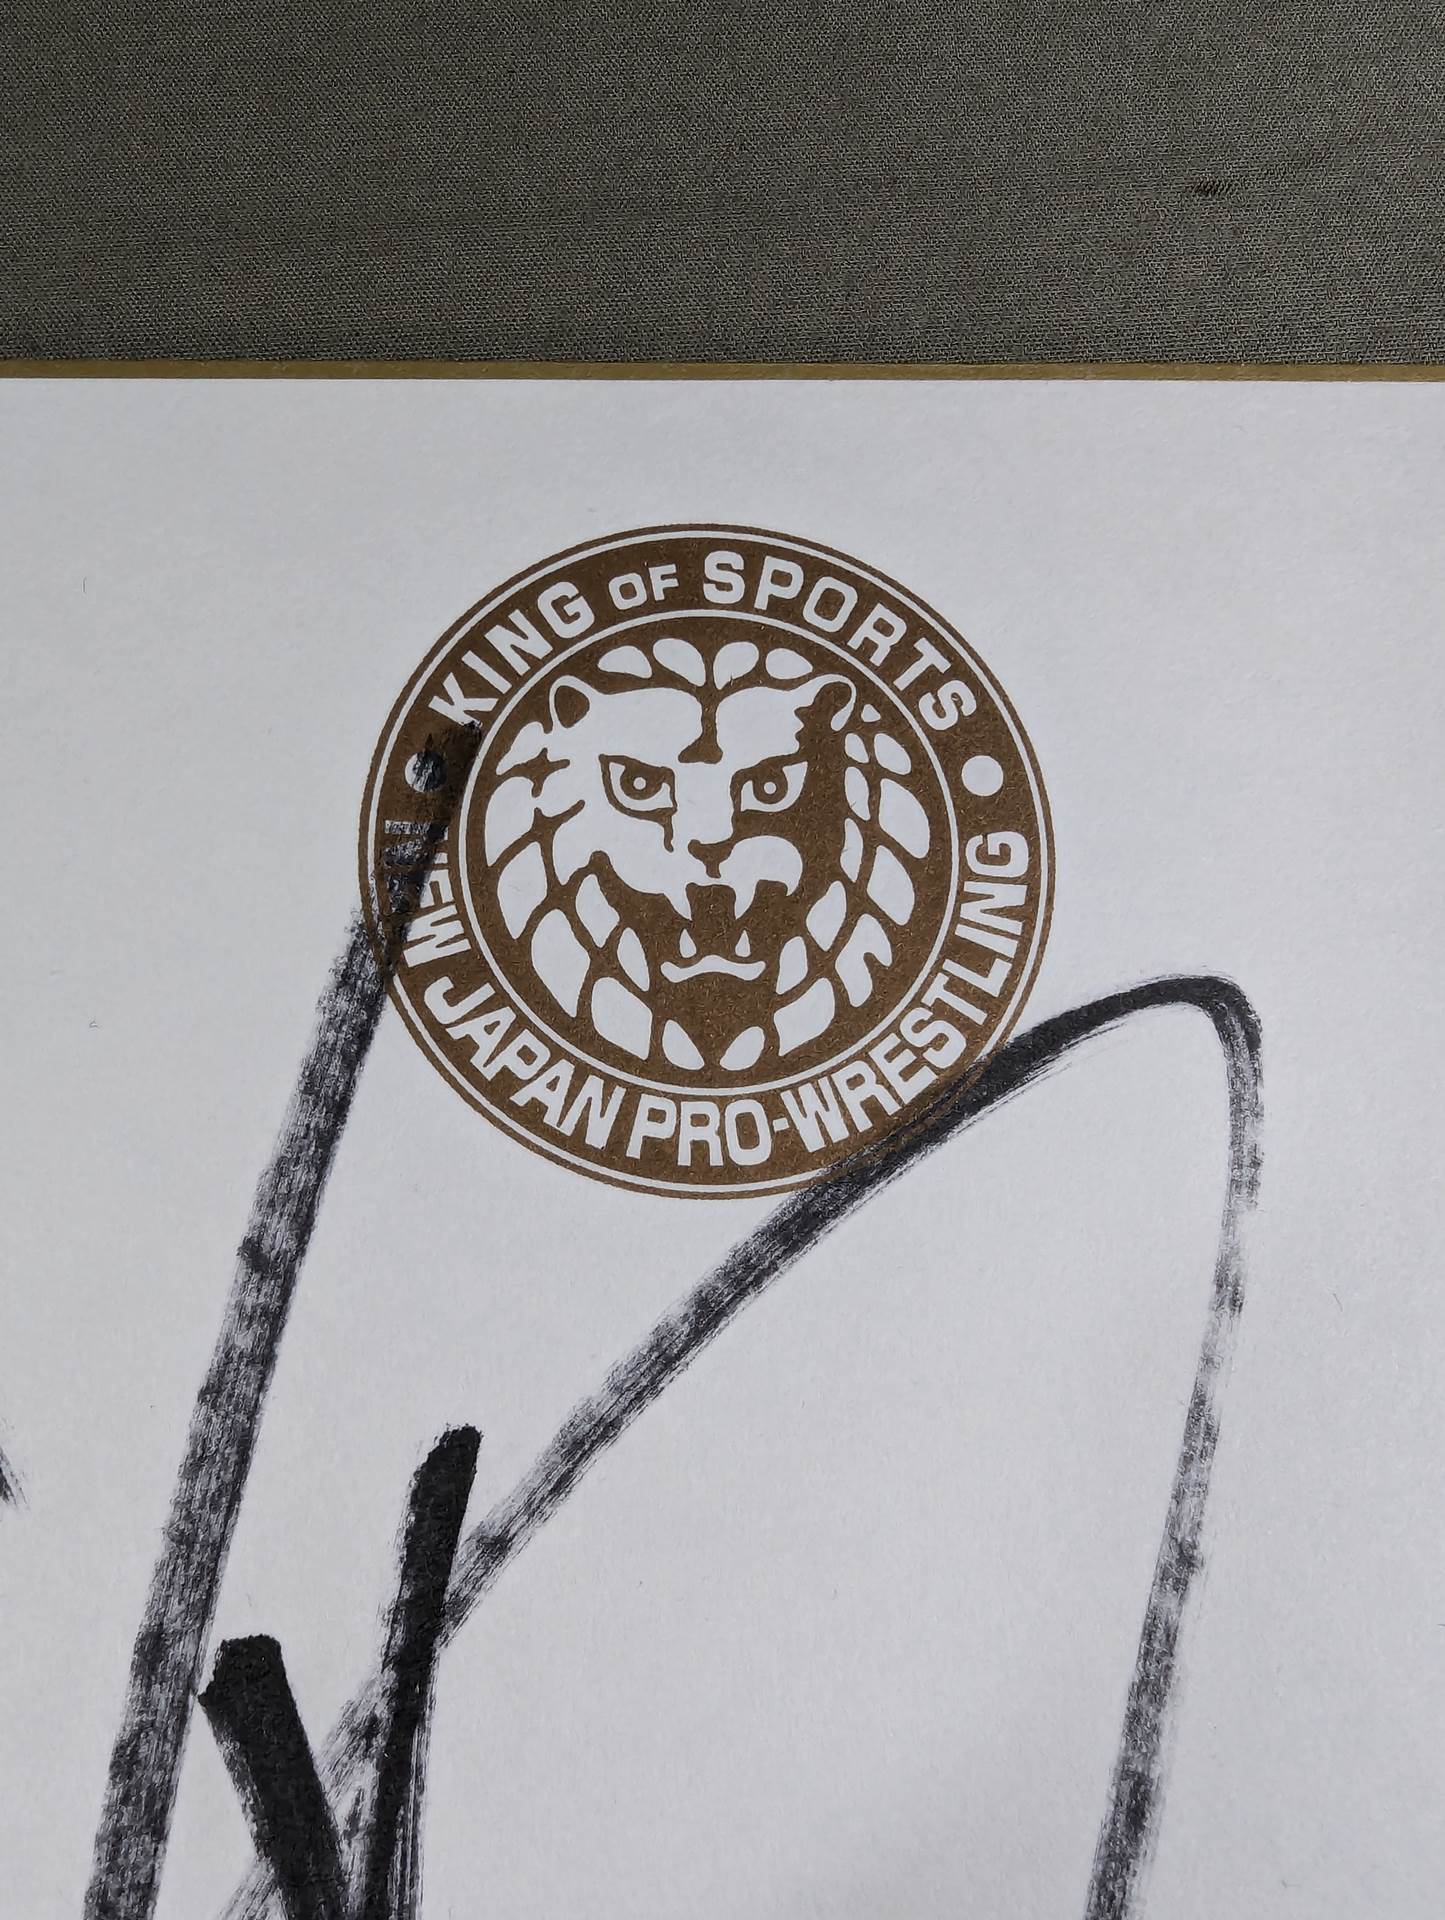 KING OF SPORTS
NEW JAPAN PRO-WRESTLING